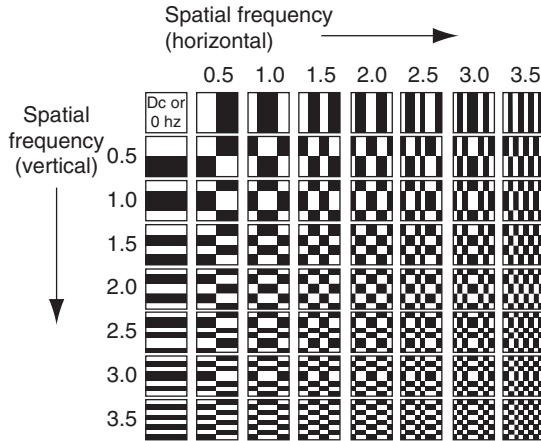 Spatial frequency
(horizontal)
0.5 1.0 1.5 2.0 2.5 3.0 3.5
Dc or
0 hz
Spatial
frequency
(vertical)
0.5
1.0
1.5
2.0
2.5
3.0
3.5